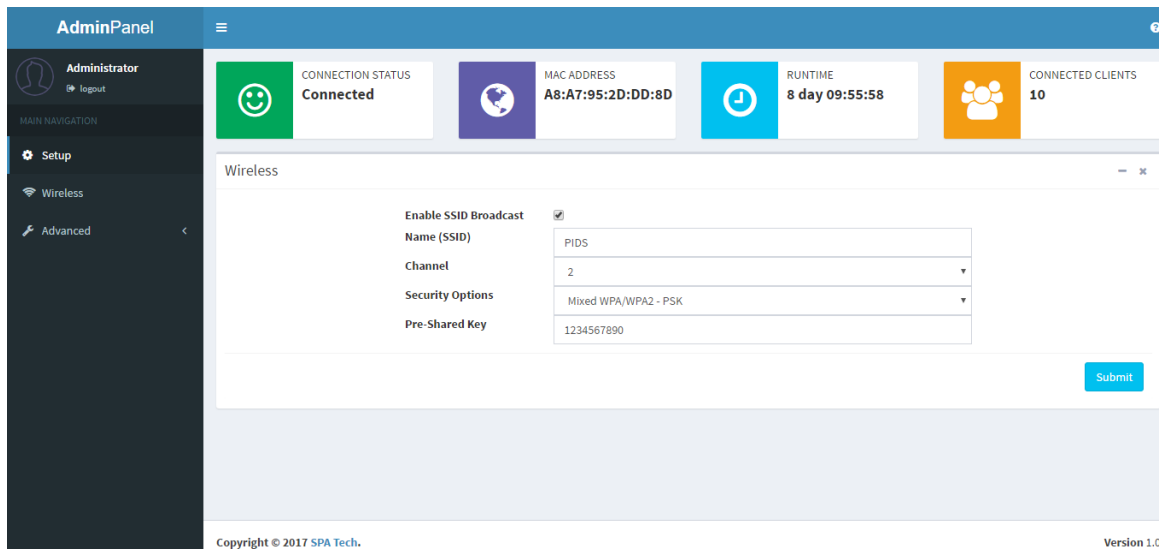 AdminPanel
Administrator
logout
MAIN NAVIGATION
Setup
Wireless
Advanced
CONNECTION STATUS
Connected
MAC ADDRESS
A8:A7:95:2D:DD:8D
RUNTIME
8 day 09:55:58
CONNECTED CLIENTS
10
Wireless
Enable SSID Broadcast
Name (SSID)
PIDS
Channel
2
Security Options
Mixed WPA/WPA2 - PSK
Pre-Shared Key
1234567890
Submit
Copyright © 2017 SPA Tech.
Version 1.0